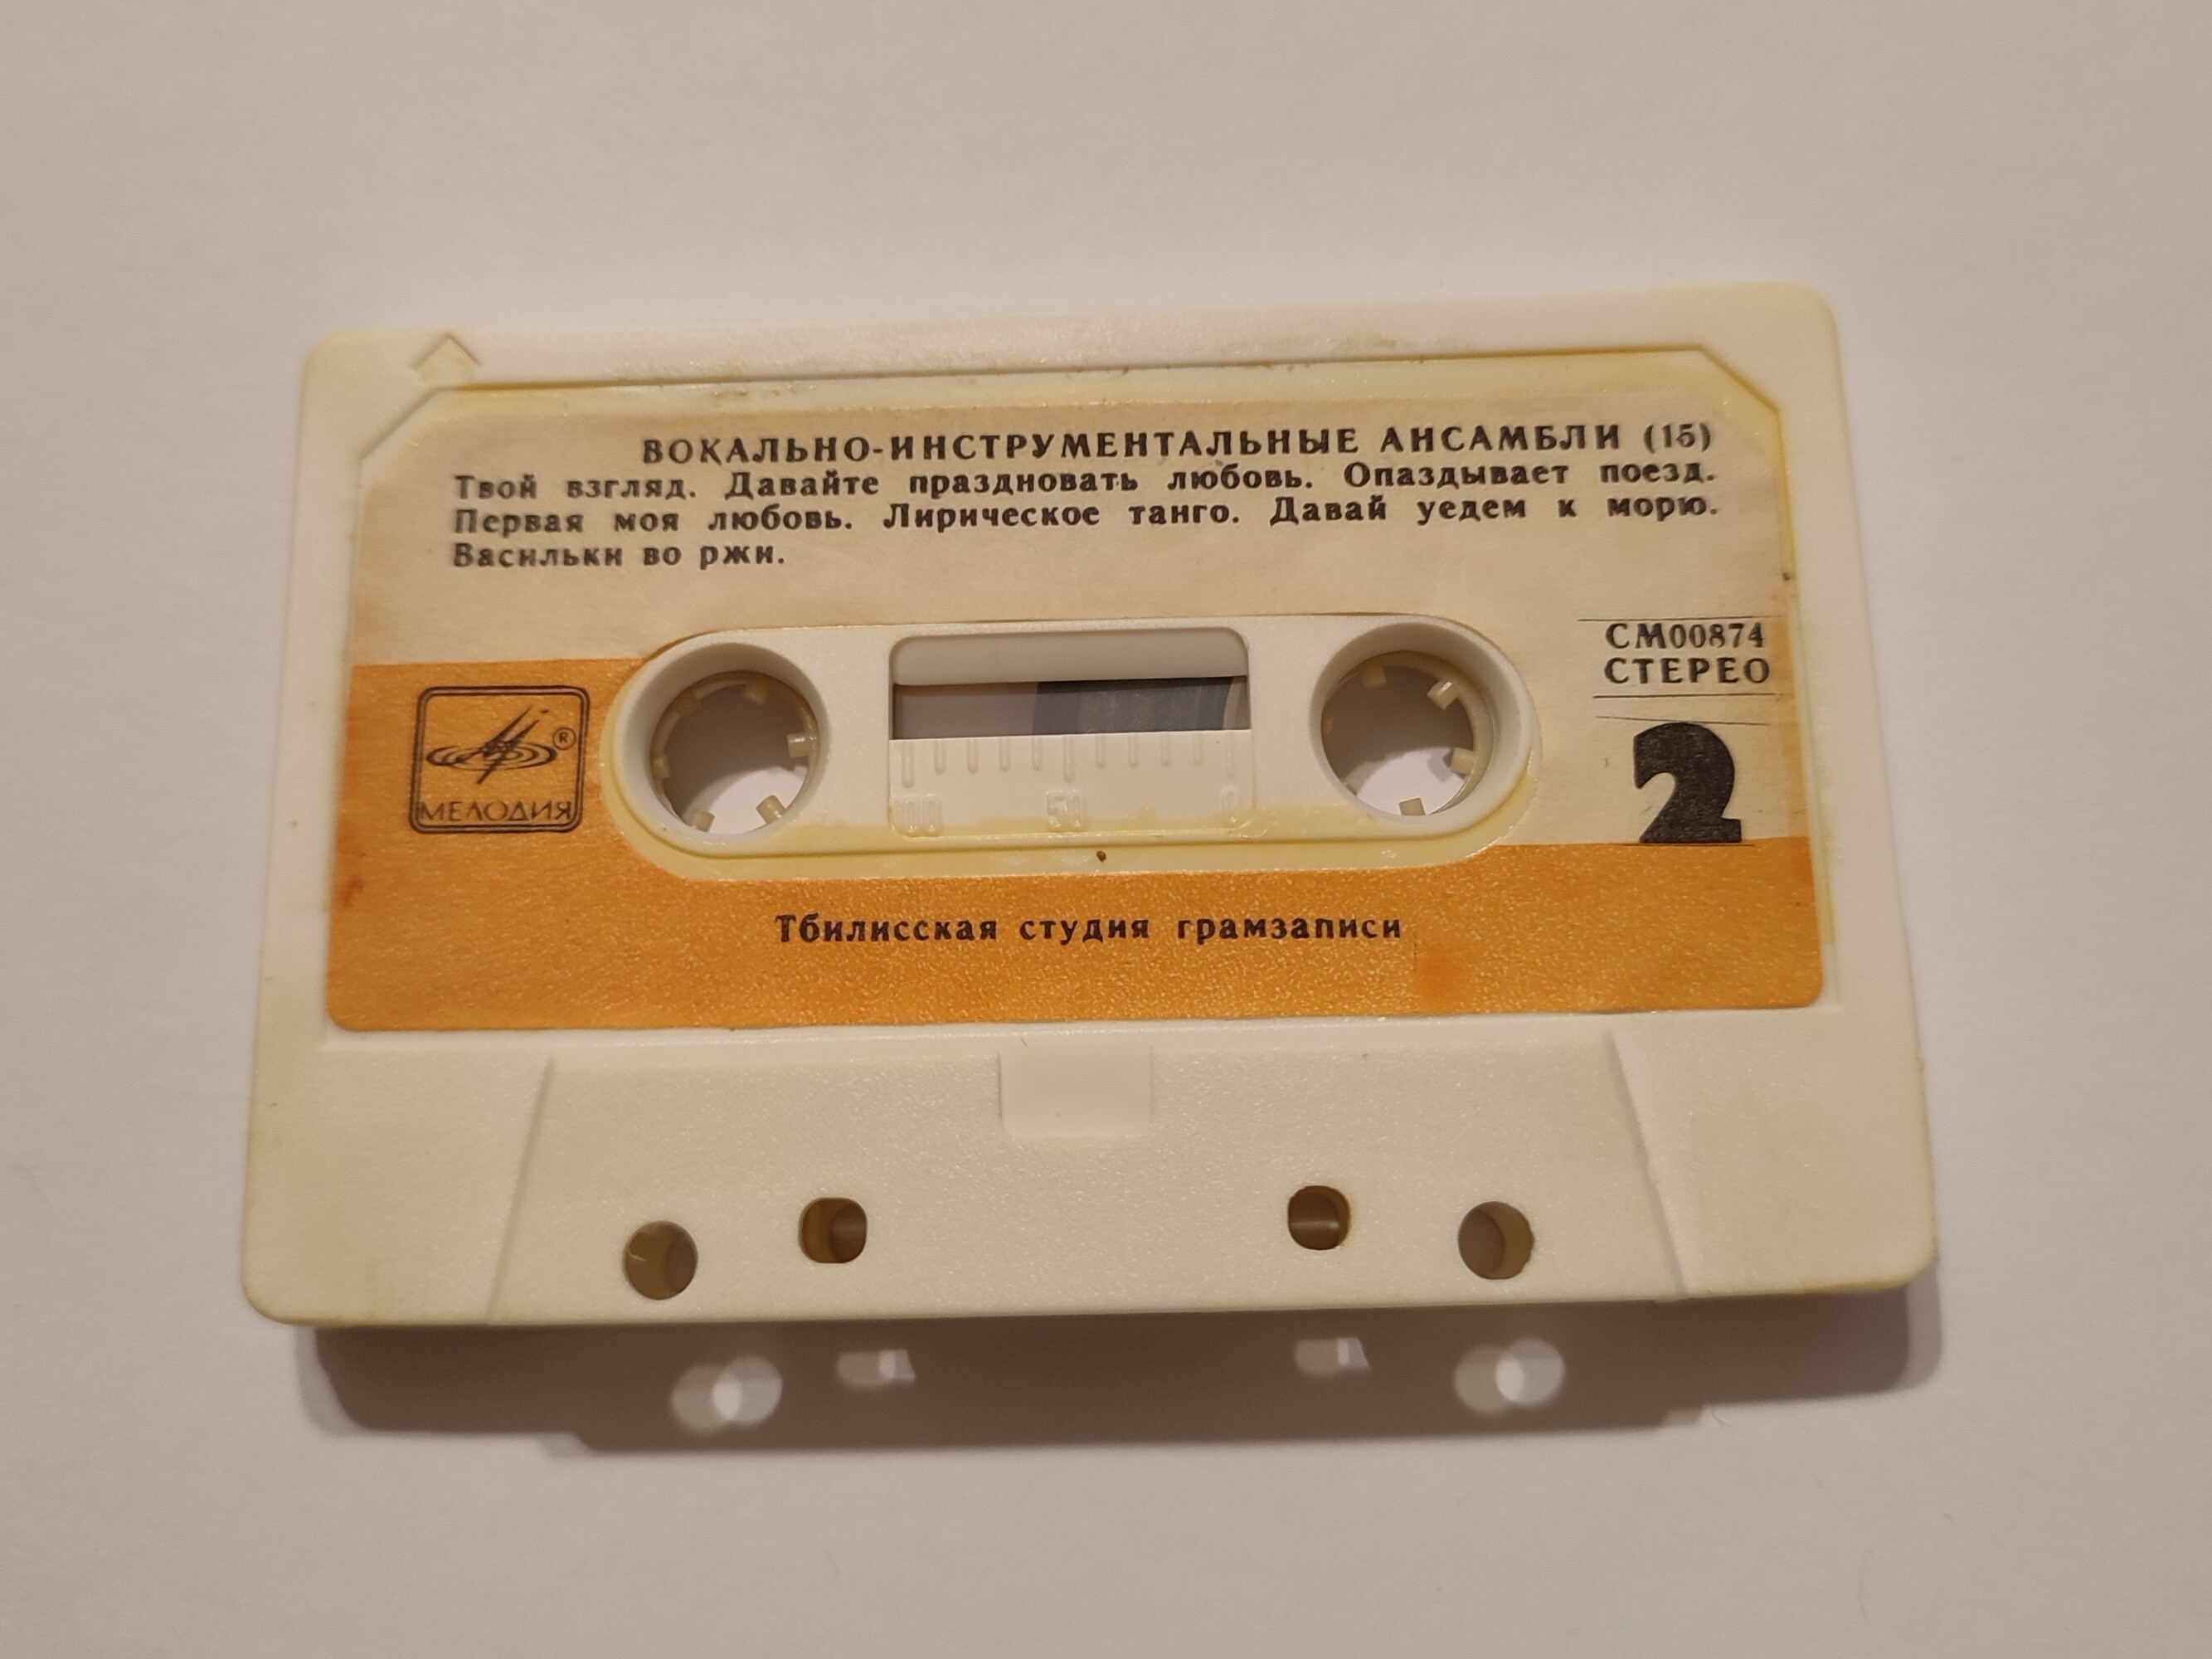 ВОКАЛЬНО-ИНСТРУМЕНТАЛЬНЫЕ АНСАМБЛИ (15)
Твой взгляд. Давайте праздновать любовь. Опаздывает поезд.
Первая моя любовь. Лирическое танго. Давай уедем к морю.
Васильки во ржи.
СМ00874
СТЕРЕО
®
МЕЛОДИЯ
2
100 50 0
Тбилисская студия грамзаписи